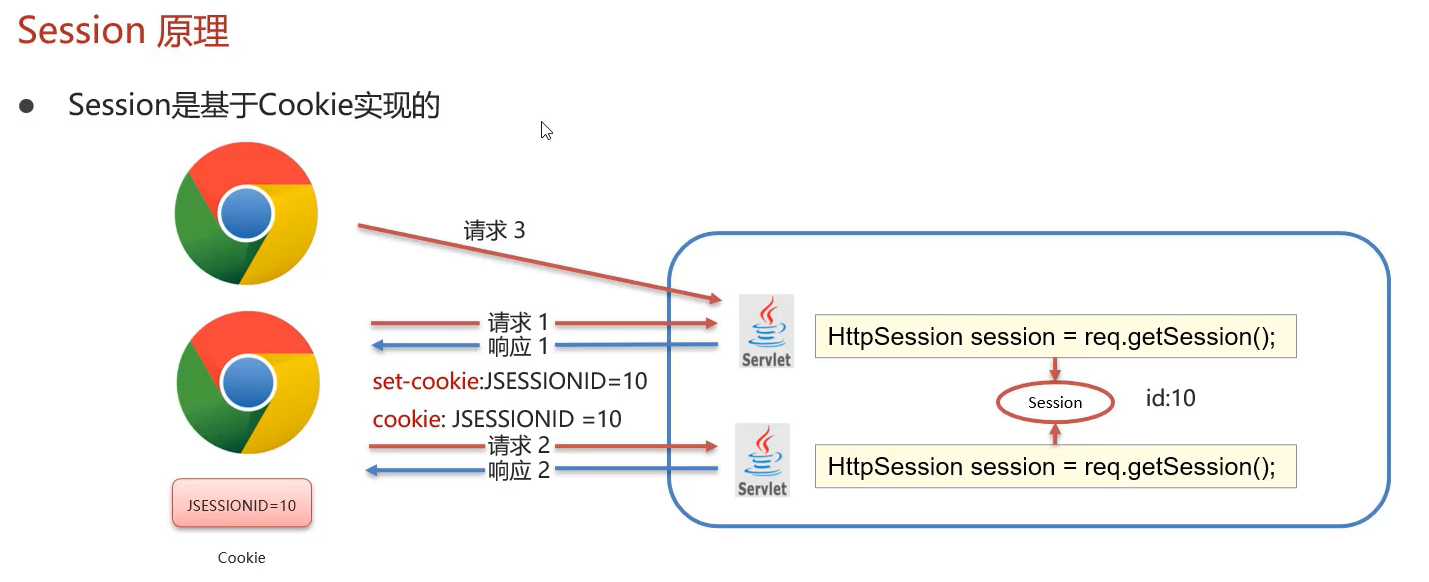 Session 原理
● Session是基于Cookie实现的
请求 3
请求 1
响应 1
set-cookie:JSESSIONID=10
cookie: JSESSIONID =10
请求 2
响应 2
JSESSIONID=10
Cookie
Servlet
HttpSession session = req.getSession();
Session
id:10
Servlet
HttpSession session = req.getSession();